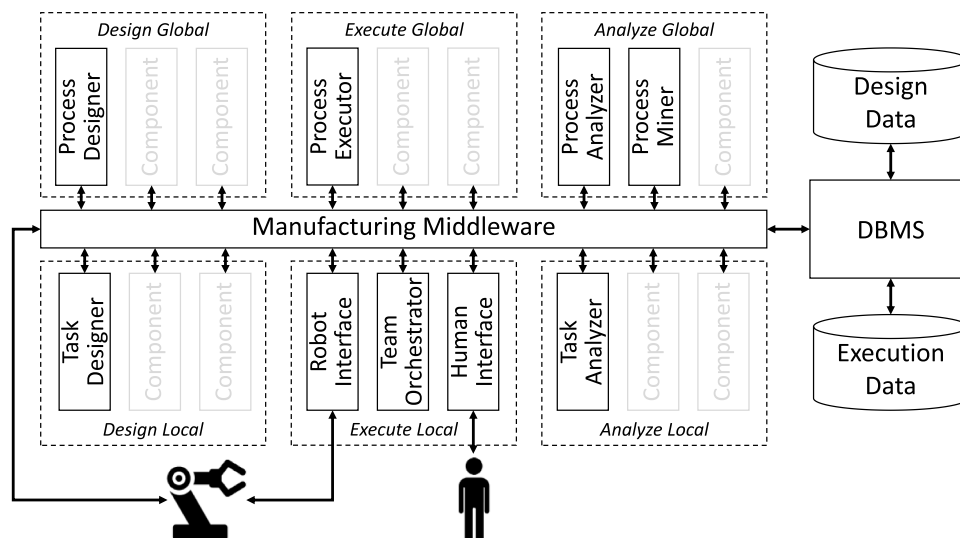 Design Global
Execute Global
Analyze Global
Process
Designer
Component
Component
Process
Executor
Component
Component
Process
Analyzer
Process
Miner
Component
Design
Data
Manufacturing Middleware
DBMS
Task
Designer
Component
Component
Robot
Interface
Team
Orchestrator
Human
Interface
Task
Analyzer
Component
Component
Execution
Data
Design Local
Execute Local
Analyze Local